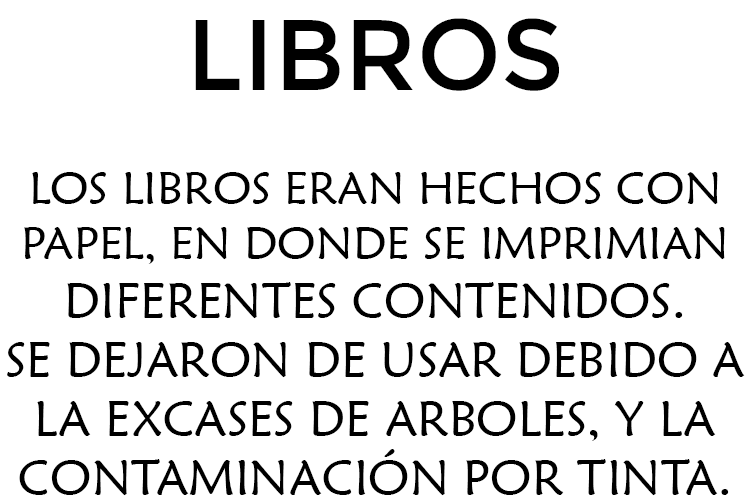 LIBROS
LOS LIBROS ERAN HECHOS CON
PAPEL, EN DONDE SE IMPRIMIAN
DIFERENTES CONTENIDOS.
SE DEJARON DE USAR DEBIDO A
LA EXCASES DE ARBOLES, Y LA
CONTAMINACIÓN POR TINTA.